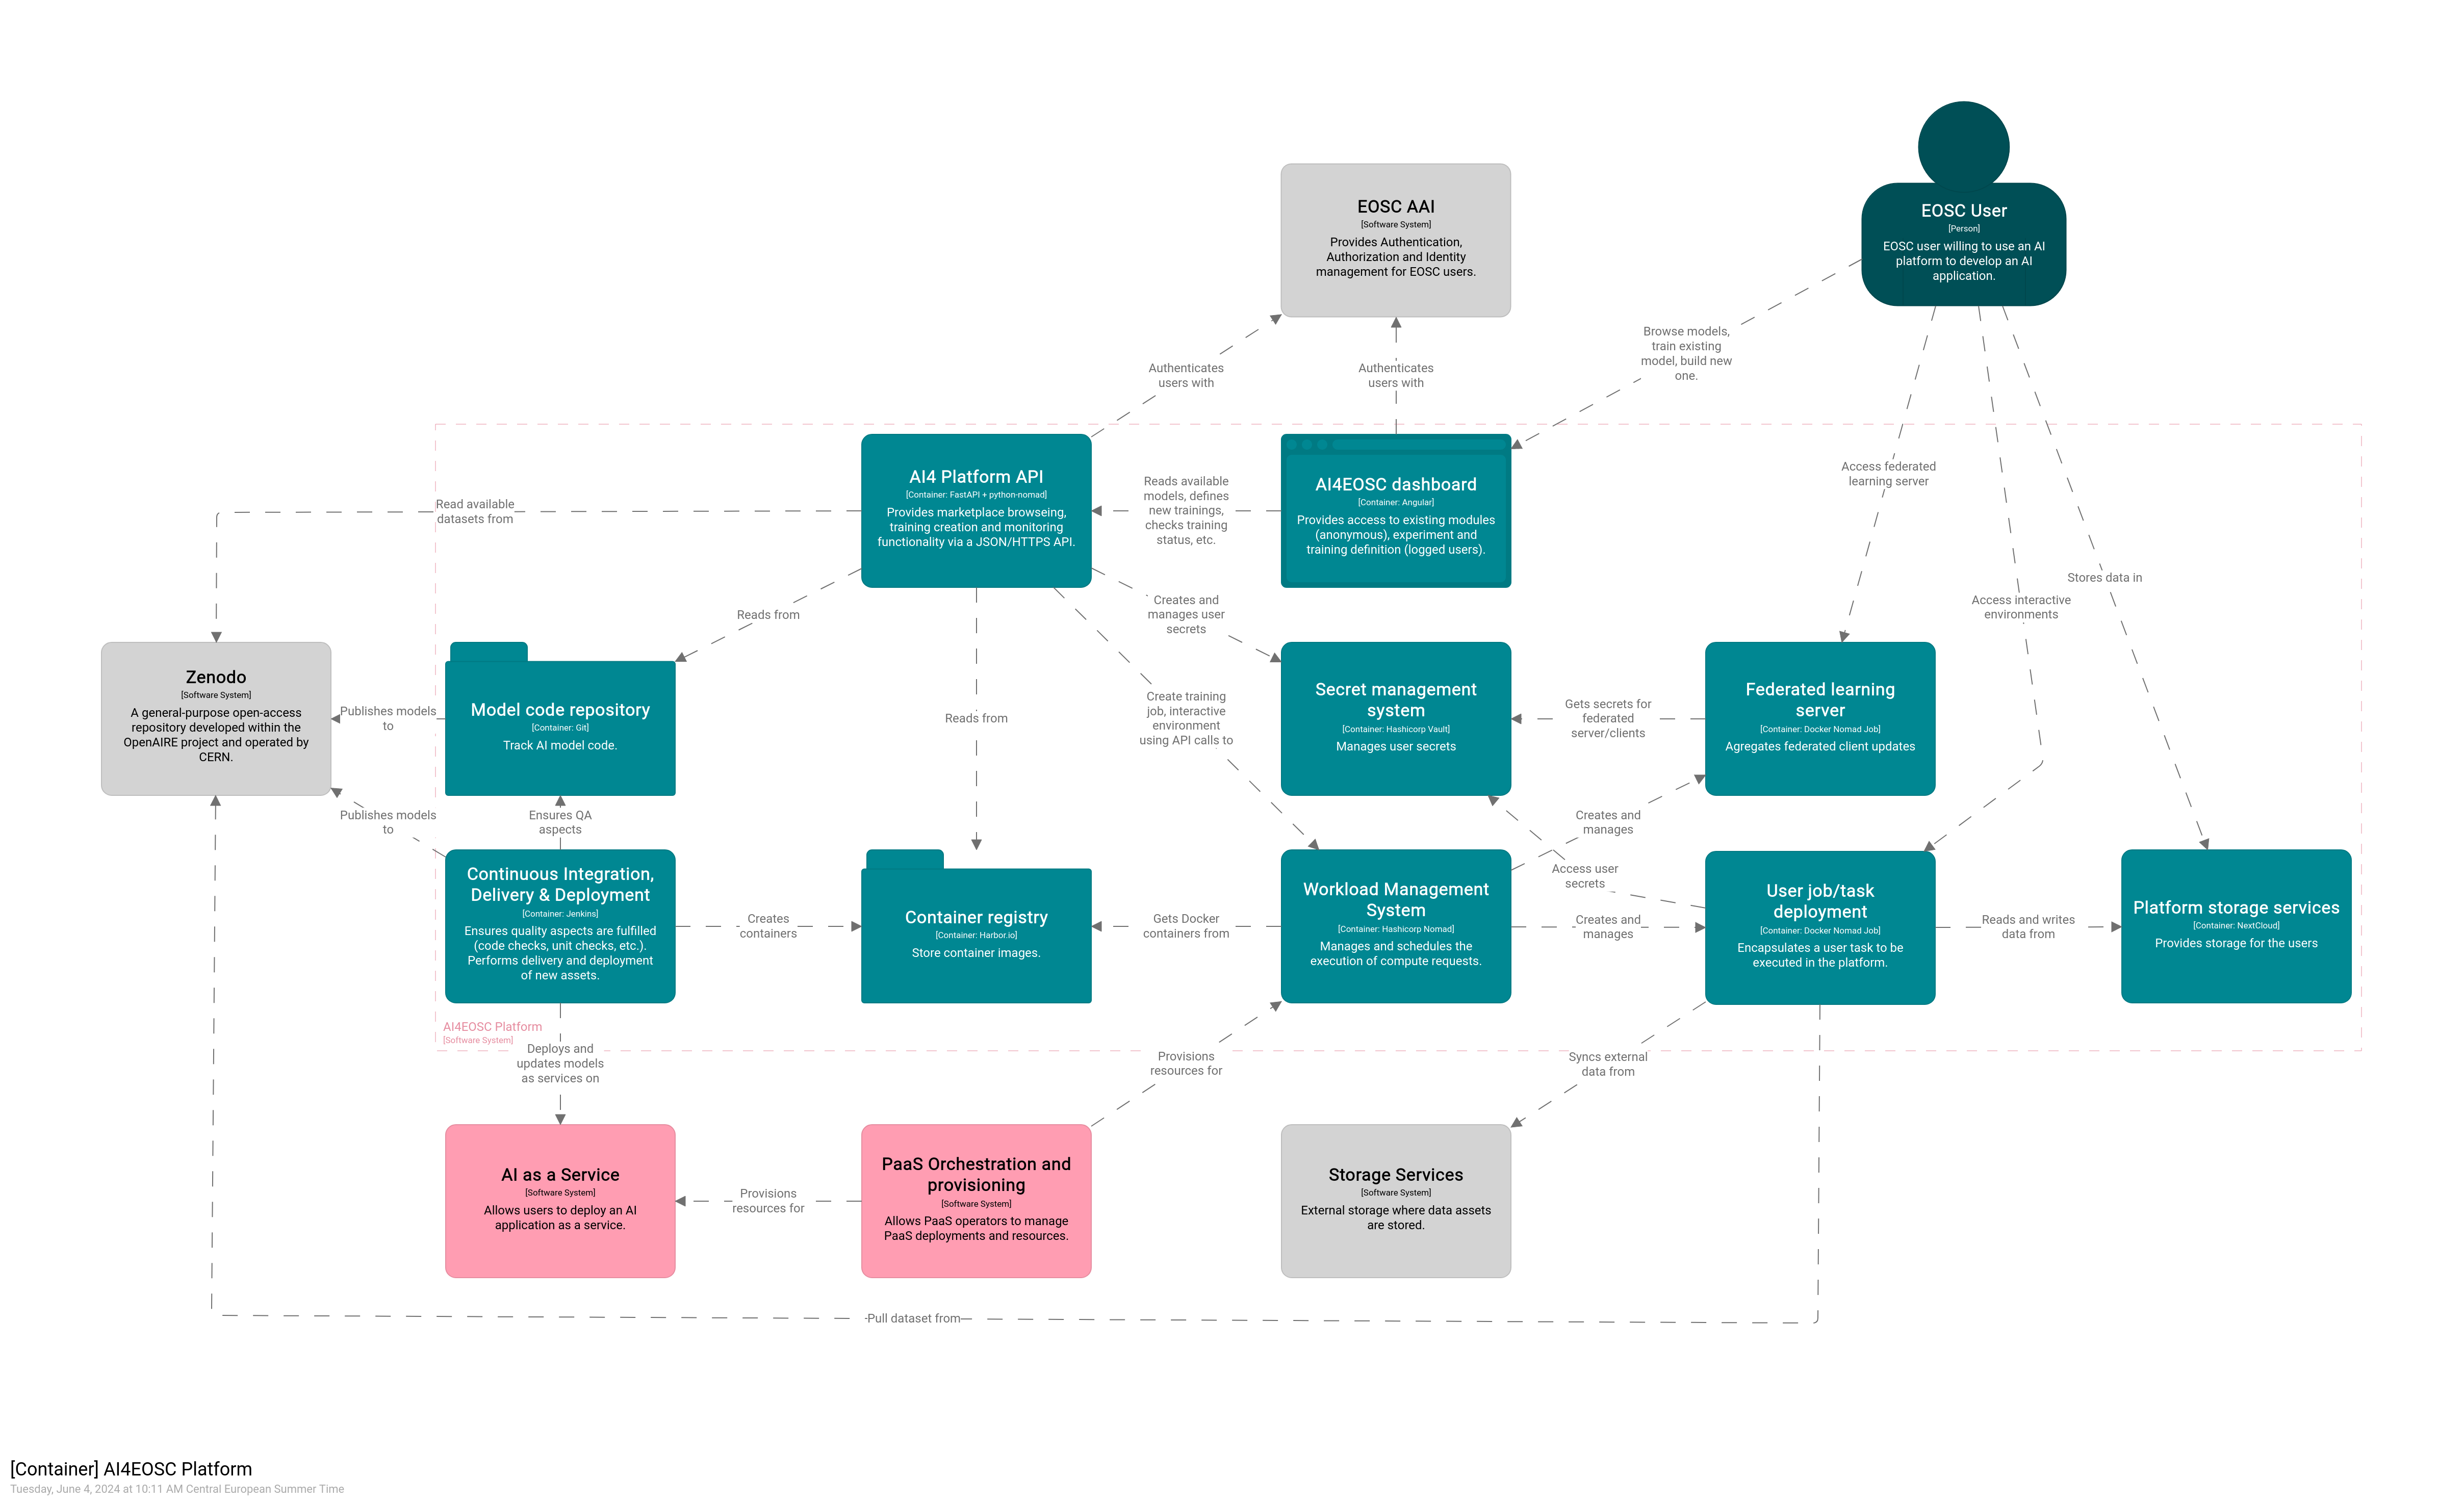 EOSC AAI
[Software System]
Provides Authentication,
Authorization and Identity
management for EOSC users.
EOSC User
[Person]
EOSC user willing to use an AI
platform to develop an AI
application.
Authenticates
users with
Authenticates
users with
Browse models,
train existing
model, build new
one.
AI4 Platform API
[Container: FastAPI + python-nomad]
Provides marketplace browseing,
training creation and monitoring
functionality via a JSON/HTTPS API.
Reads available
models, defines
new trainings,
checks training
status, etc.
AI4EOSC dashboard
[Container: Angular]
Provides access to existing modules
(anonymous), experiment and
training definition (logged users).
Access federated
learning server
Read available
datasets from
Reads from
Creates and
manages user
secrets
Stores data in
Access interactive
environments
Zenodo
[Software System]
A general-purpose open-access
repository developed within the
OpenAIRE project and operated by
CERN.
Publishes models
to
Model code repository
[Container: Git]
Track AI model code.
Reads from
Create training
job, interactive
environment
using API calls to
Secret management
system
[Container: Hashicorp Vault]
Manages user secrets
Gets secrets for
federated
server/clients
Federated learning
server
[Container: Docker Nomad Job]
Agregates federated client updates
Publishes models
to
Ensures QA
aspects
Creates and
manages
Access user
secrets
Continuous Integration,
Delivery & Deployment
[Container: Jenkins]
Ensures quality aspects are fulfilled
(code checks, unit checks, etc.).
Performs delivery and deployment
of new assets.
Creates
containers
Container registry
[Container: Harbor.io]
Store container images.
Gets Docker
containers from
Workload Management
System
[Container: Hashicorp Nomad]
Manages and schedules the
execution of compute requests.
Creates and
manages
User job/task
deployment
[Container: Docker Nomad Job]
Encapsulates a user task to be
executed in the platform.
Reads and writes
data from
Platform storage services
[Container: NextCloud]
Provides storage for the users
AI4EOSC Platform
[Software System]
Deploys and
updates models
as services on
Provisions
resources for
Syncs external
data from
AI as a Service
[Software System]
Allows users to deploy an AI
application as a service.
Provisions
resources for
PaaS Orchestration and
provisioning
[Software System]
Allows PaaS operators to manage
PaaS deployments and resources.
Storage Services
[Software System]
External storage where data assets
are stored.
Pull dataset from
[Container] AI4EOSC Platform
Tuesday, June 4, 2024 at 10:11 AM Central European Summer Time